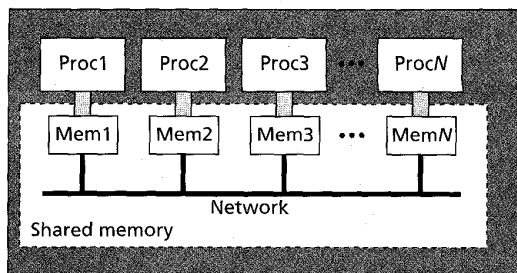 Proc1 Proc2 Proc3 ••• ProcN
Mem1 Mem2 Mem3 ••• MemN
Network
Shared memory